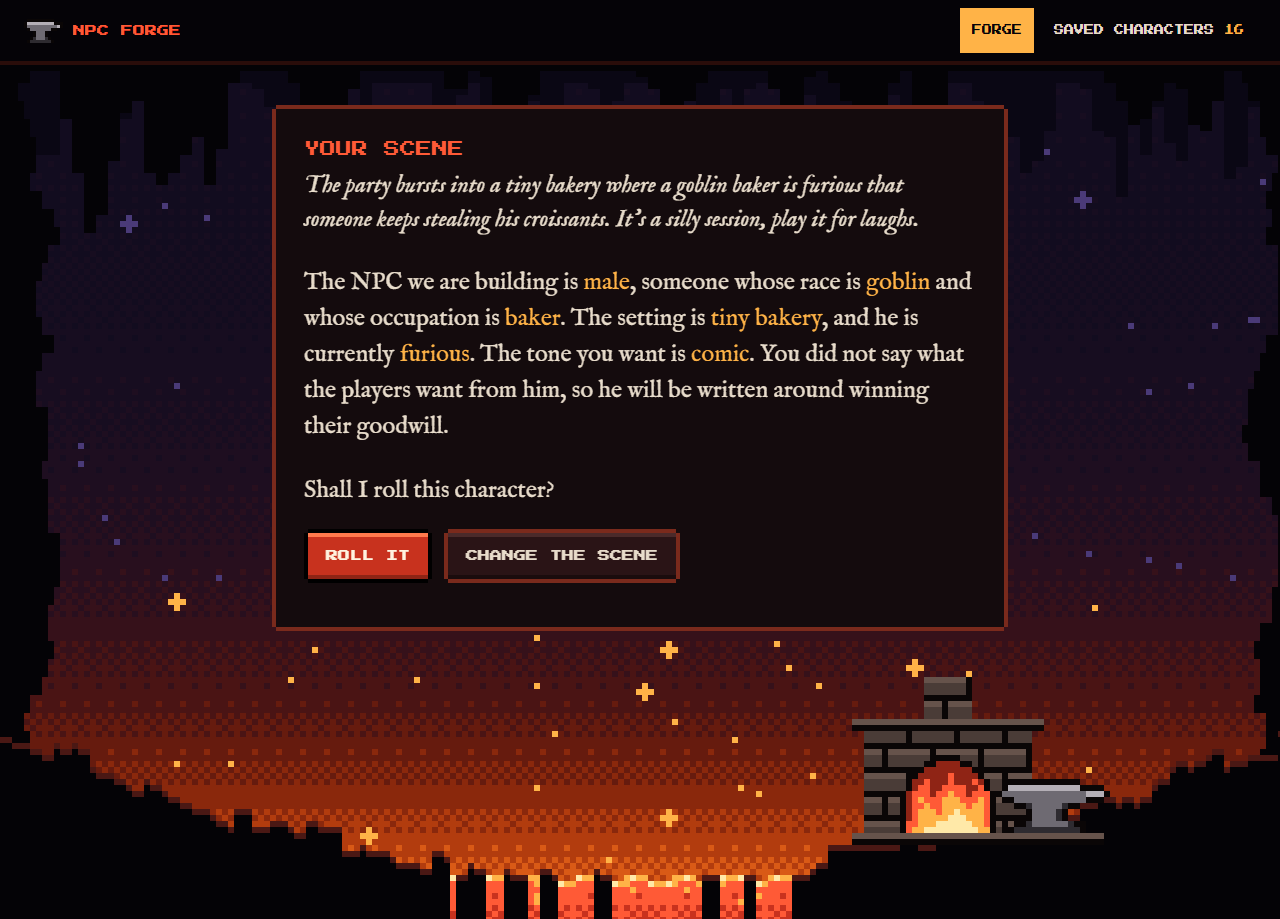 NPC FORGE
FORGE
SAVED CHARACTERS 16
YOUR SCENE
The party bursts into a tiny bakery where a goblin baker is furious that
someone keeps stealing his croissants. It's a silly session, play it for laughs.
The NPC we are building is male, someone whose race is goblin and
whose occupation is baker. The setting is tiny bakery, and he is
currently furious. The tone you want is comic. You did not say what
the players want from him, so he will be written around winning
their goodwill.
Shall I roll this character?
ROLL IT
CHANGE THE SCENE